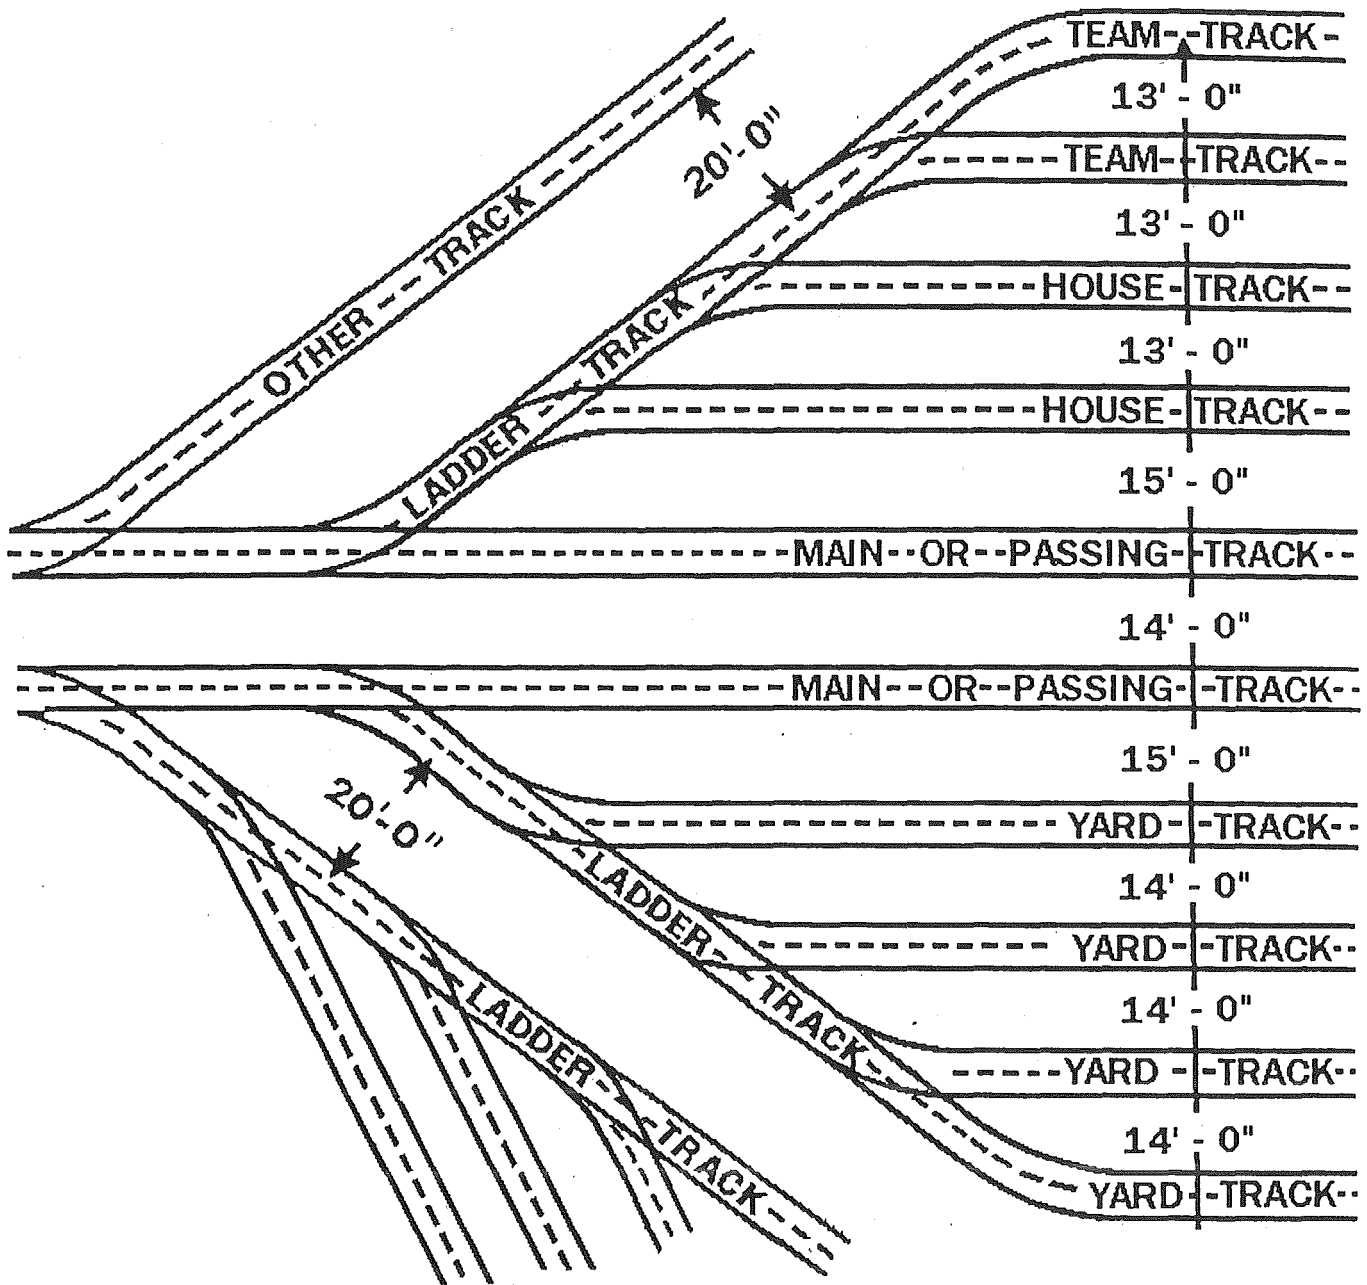 TEAM--TRACK-
13' - 0"
20'-0"
TEAM--TRACK--
13' - 0"
OTHER TRACK
HOUSE-TRACK--
13' - 0"
LADDER TRACK
HOUSE-TRACK--
15' - 0"
MAIN--OR--PASSING--TRACK--
14' - 0"
MAIN--OR--PASSING--TRACK--
15' - 0"
20'-0"
YARD--TRACK--
14' - 0"
LADDER TRACK
YARD--TRACK--
14' - 0"
LADDER TRACK
YARD--TRACK--
14' - 0"
YARD--TRACK--